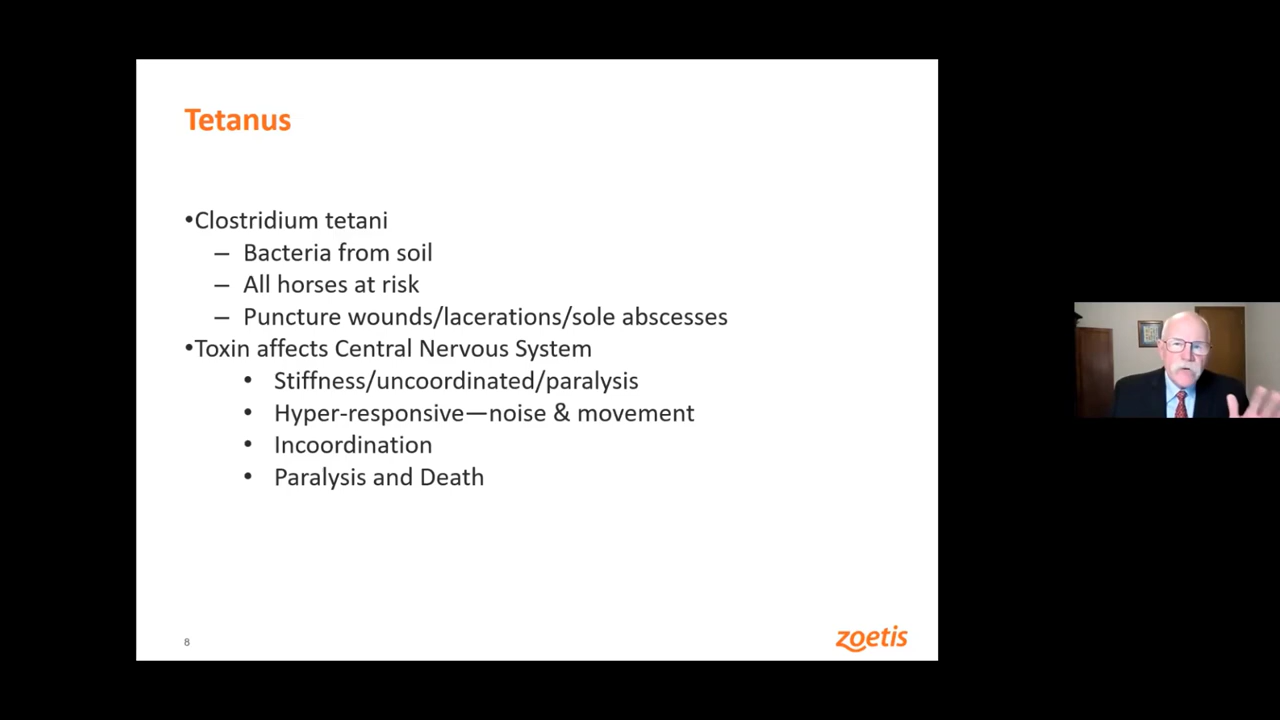 Tetanus
•Clostridium tetani
– Bacteria from soil
– All horses at risk
– Puncture wounds/lacerations/sole abscesses
•Toxin affects Central Nervous System
• Stiffness/uncoordinated/paralysis
• Hyper-responsive—noise & movement
• Incoordination
• Paralysis and Death
8
zoetis